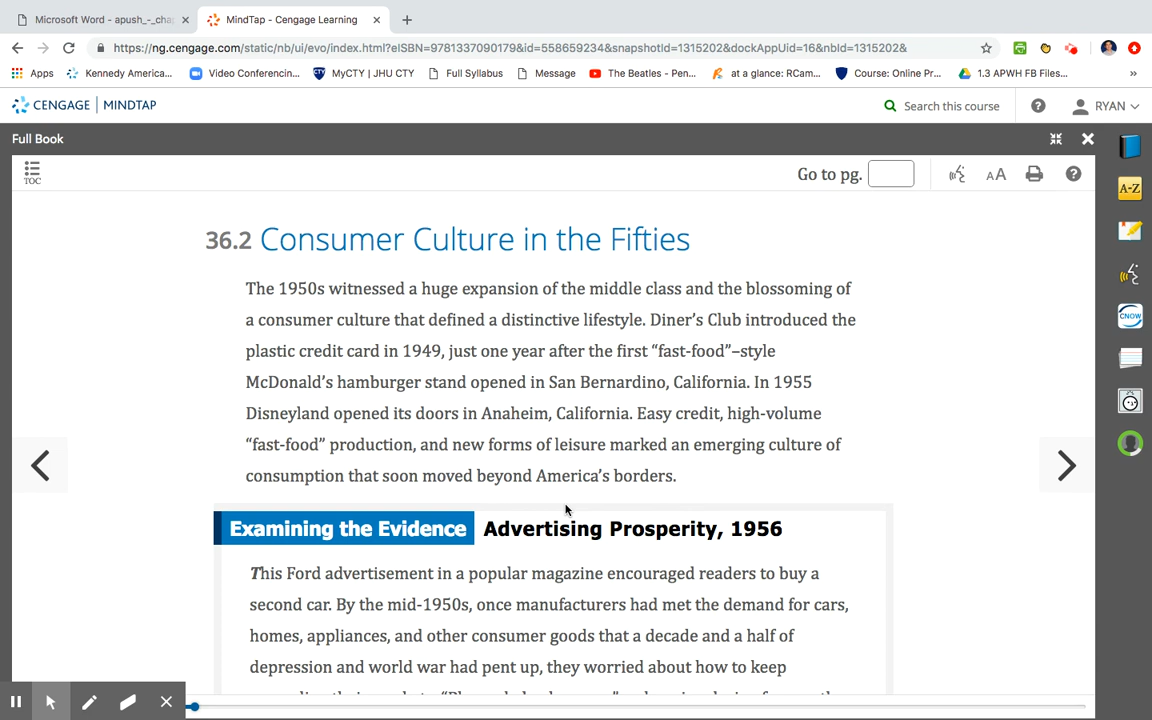 Microsoft Word - apush_-_cha
MindTap - Cengage Learning
https://ng.cengage.com/static/nb/ui/evo/index.html?eISBN=9781337090179&id=558659234&snapshotId=1315202&dockAppUid=16&nbId=1315202&
Apps
Kennedy America...
Video Conferencin...
CTY MyCTY | JHU CTY
Full Syllabus
Message
The Beatles - Pen...
at a glance: RCam...
Course: Online Pr...
1.3 APWH FB Files...
CENGAGE | MINDTAP
Search this course
RYAN
Full Book
TOC
Go to pg.
AA
A-Z
CNOW
36.2 Consumer Culture in the Fifties
The 1950s witnessed a huge expansion of the middle class and the blossoming of
a consumer culture that defined a distinctive lifestyle. Diner’s Club introduced the
plastic credit card in 1949, just one year after the first “fast-food”–style
McDonald’s hamburger stand opened in San Bernardino, California. In 1955
Disneyland opened its doors in Anaheim, California. Easy credit, high-volume
“fast-food” production, and new forms of leisure marked an emerging culture of
consumption that soon moved beyond America’s borders.
Examining the Evidence Advertising Prosperity, 1956
This Ford advertisement in a popular magazine encouraged readers to buy a
second car. By the mid-1950s, once manufacturers had met the demand for cars,
homes, appliances, and other consumer goods that a decade and a half of
depression and world war had pent up, they worried about how to keep